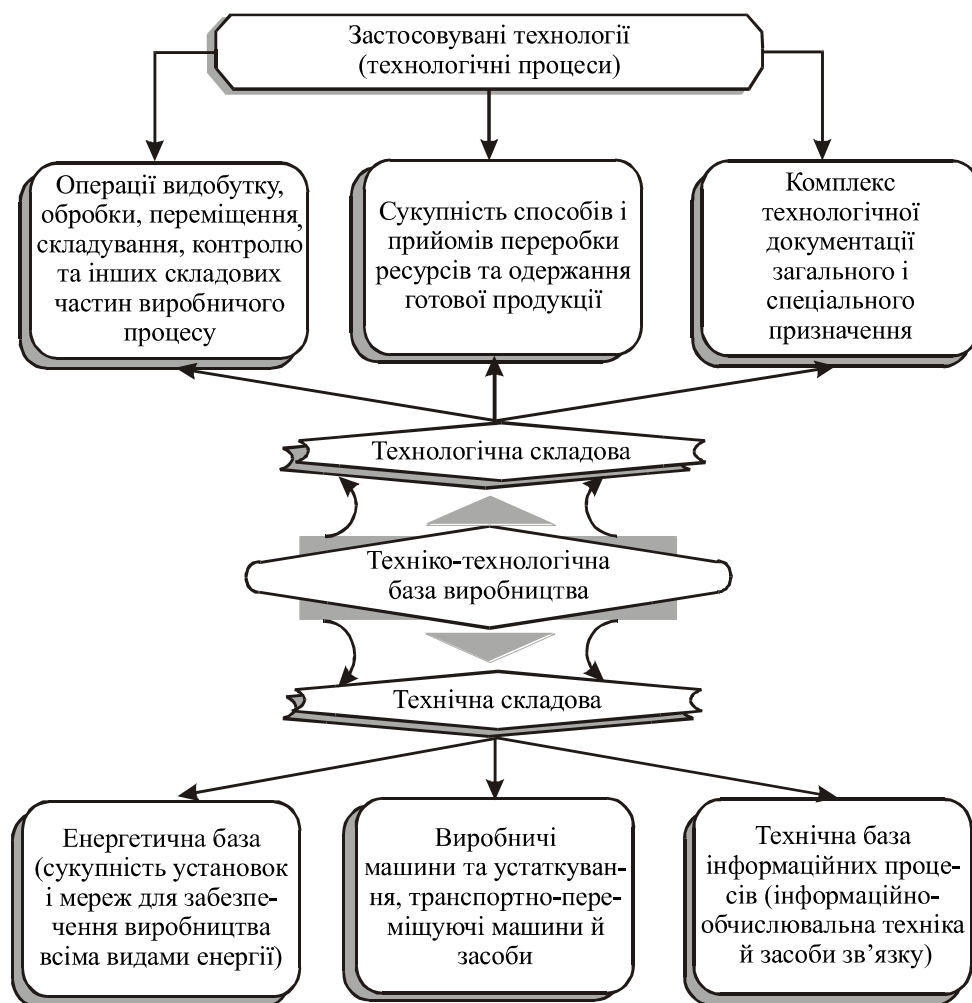 Застосовувані технології
(технологічні процеси)
Операції видобутку,
обробки, переміщення,
складування, контролю
та інших складових
частин виробничого
процесу
Сукупність способів і
прийомів переробки
ресурсів та одержання
готової продукції
Комплекс
технологічної
документації
загального і
спеціального
призначення
Технологічна складова
Техніко-технологічна
база виробництва
Технічна складова
Енергетична база
(сукупність установок
і мереж для забезпе-
чення виробництва
всіма видами енергії)
Виробничі
машини та устаткуван-
ня, транспортно-пере-
міщуючі машини й
засоби
Технічна база
інформаційних проце-
сів (інформаційно-
обчислювальна техніка
й засоби зв’язку)